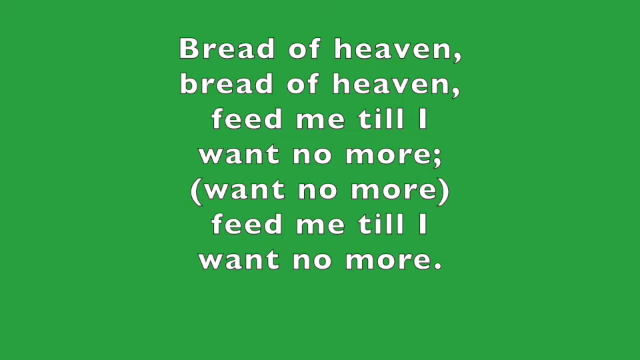 Bread of heaven,
bread of heaven,
feed me till I
want no more;
(want no more)
feed me till I
want no more.